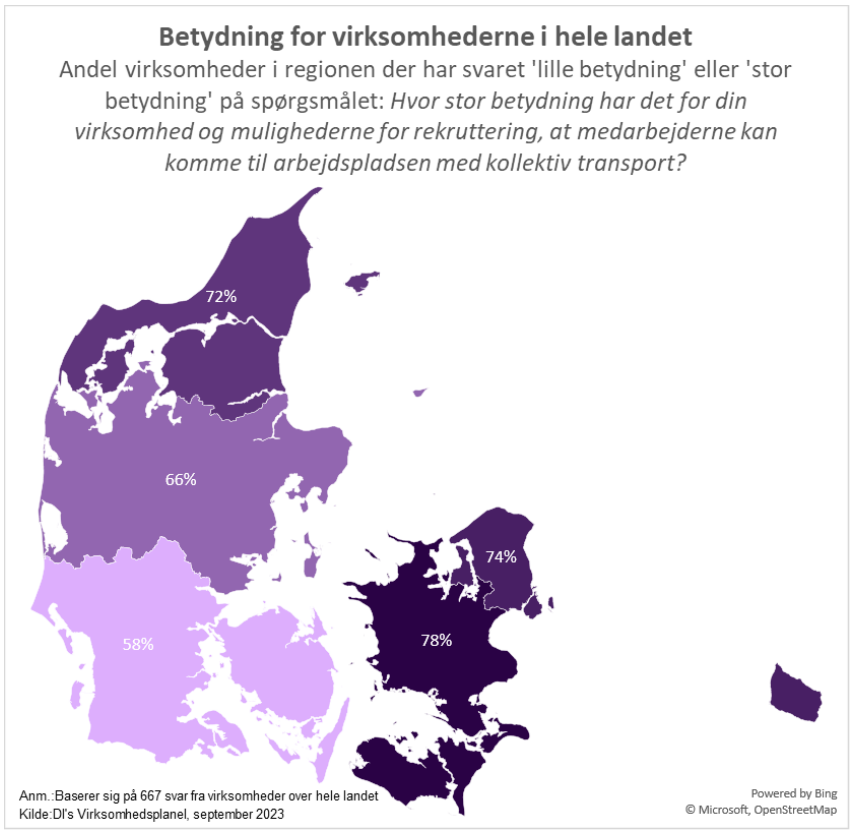 Betydning for virksomhederne i hele landet
Andel virksomheder i regionen der har svaret 'lille betydning' eller 'stor
betydning' på spørgsmålet: Hvor stor betydning har det for din
virksomhed og mulighederne for rekruttering, at medarbejderne kan
komme til arbejdspladsen med kollektiv transport?
72%
66%
74%
58%
78%
Anm.:Baserer sig på 667 svar fra virksomheder over hele landet
Kilde:DI's Virksomhedsplanel, september 2023
Powered by Bing
© Microsoft, OpenStreetMap